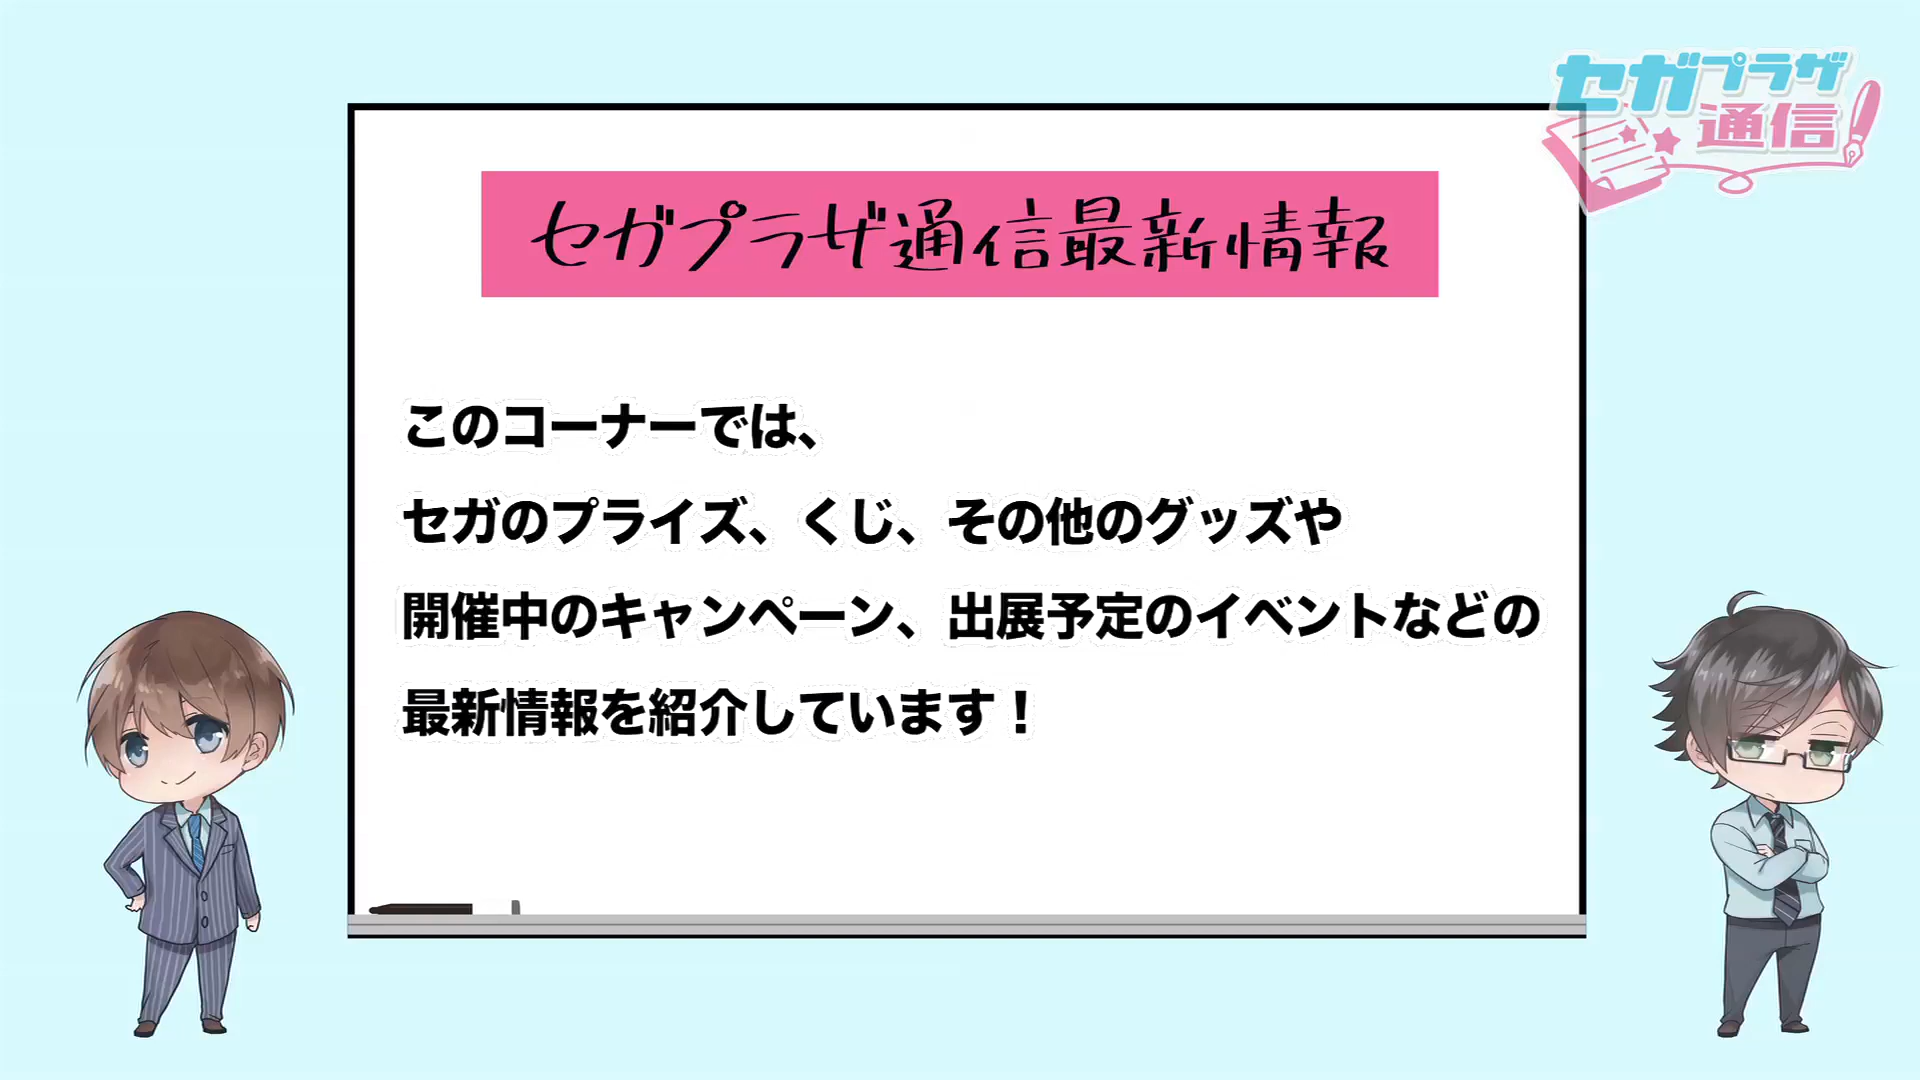 セガプラザ
通信
セガプラザ通信最新情報
このコーナーでは、
セガのプライズ、くじ、その他のグッズや
開催中のキャンペーン、出展予定のイベントなどの
最新情報を紹介しています！